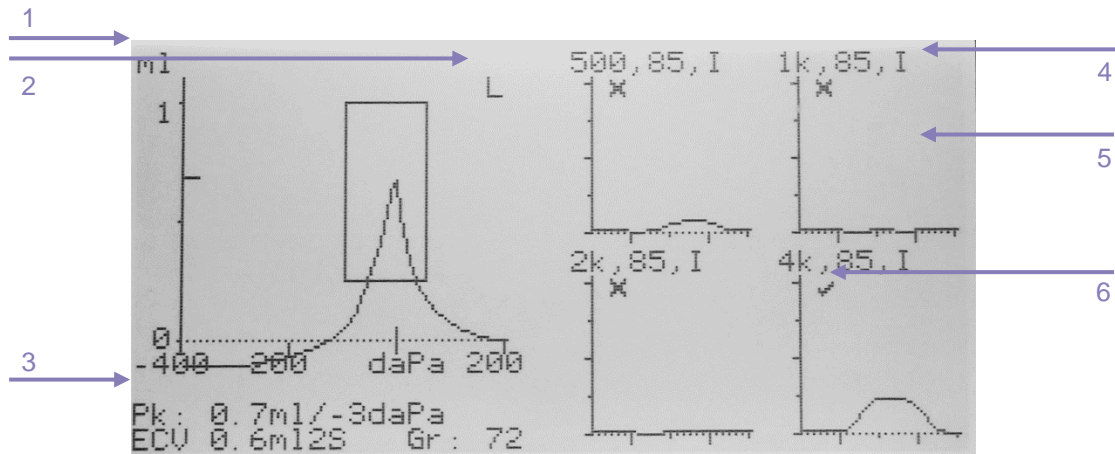 1
2
3
4
5
6
ml
L
1
0
-400 -200 daPa 200
Pk: 0.7ml/-3daPa
ECV 0.6ml2S Gr: 72
500,85,I
1k,85,I
2k,85,I
4k,85,I